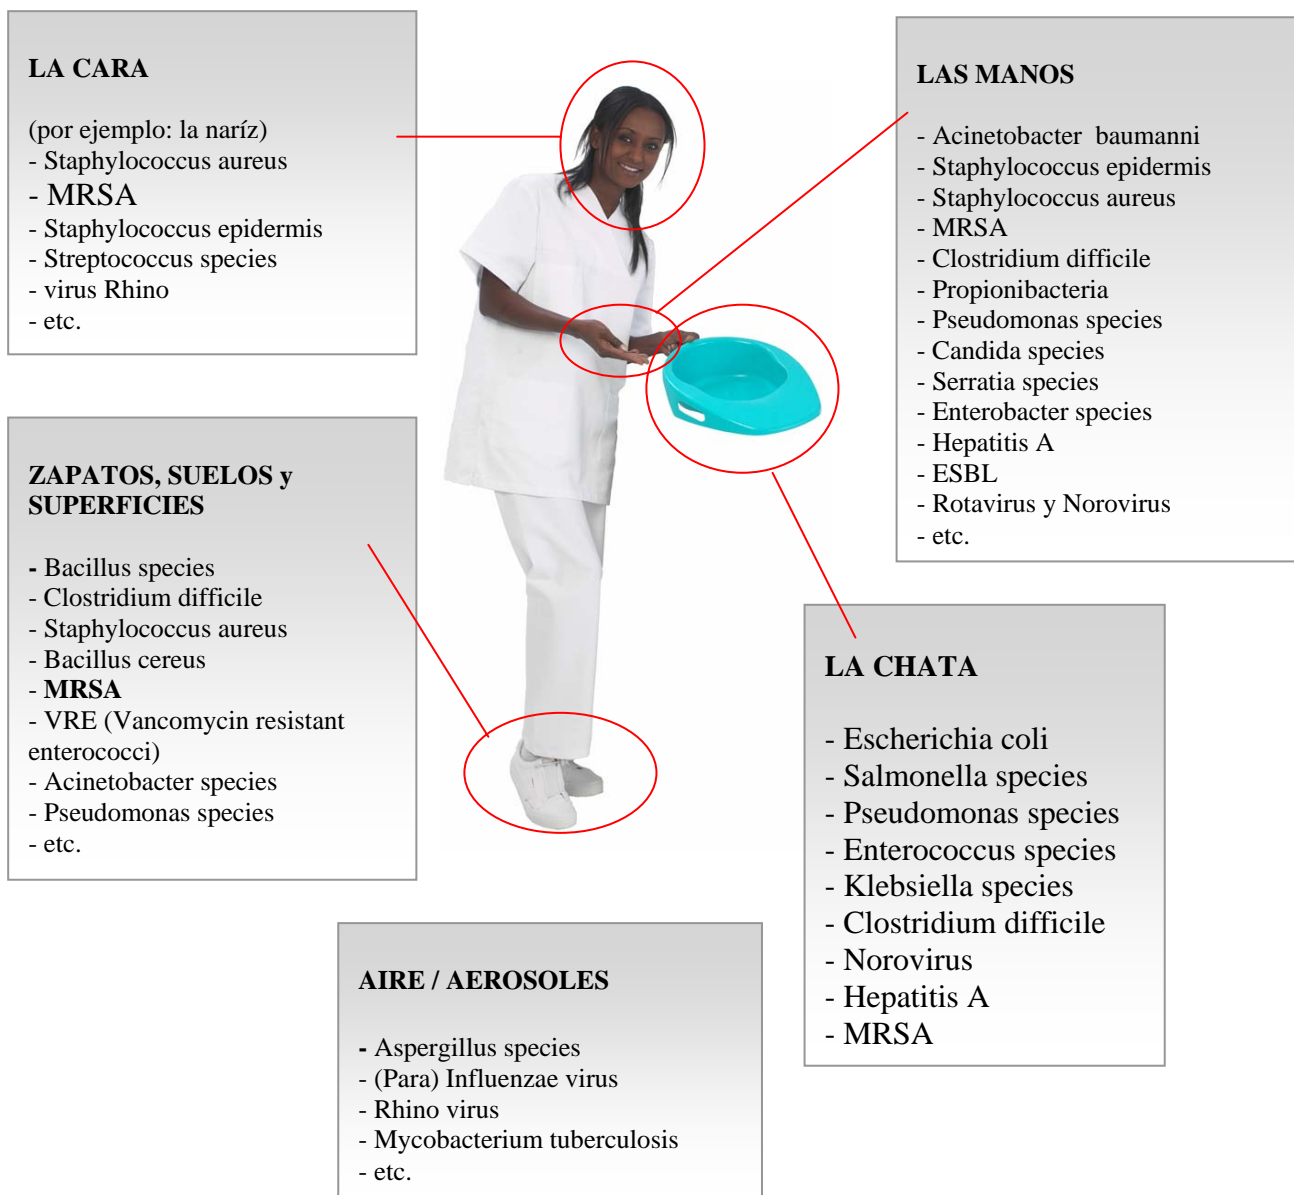 LA CARA
(por ejemplo: la naríz)
- Staphylococcus aureus
- MRSA
- Staphylococcus epidermis
- Streptococcus species
- virus Rhino
- etc.
LAS MANOS
- Acinetobacter  baumanni
- Staphylococcus epidermis
- Staphylococcus aureus
- MRSA
- Clostridium difficile
- Propionibacteria
- Pseudomonas species
- Candida species
- Serratia species
- Enterobacter species
- Hepatitis A
- ESBL
- Rotavirus y Norovirus
- etc.
ZAPATOS, SUELOS y
SUPERFICIES
- Bacillus species
- Clostridium difficile
- Staphylococcus aureus
- Bacillus cereus
- MRSA
- VRE (Vancomycin resistant
enterococci)
- Acinetobacter species
- Pseudomonas species
- etc.
LA CHATA
- Escherichia coli
- Salmonella species
- Pseudomonas species
- Enterococcus species
- Klebsiella species
- Clostridium difficile
- Norovirus
- Hepatitis A
- MRSA
AIRE / AEROSOLES
- Aspergillus species
- (Para) Influenzae virus
- Rhino virus
- Mycobacterium tuberculosis
- etc.